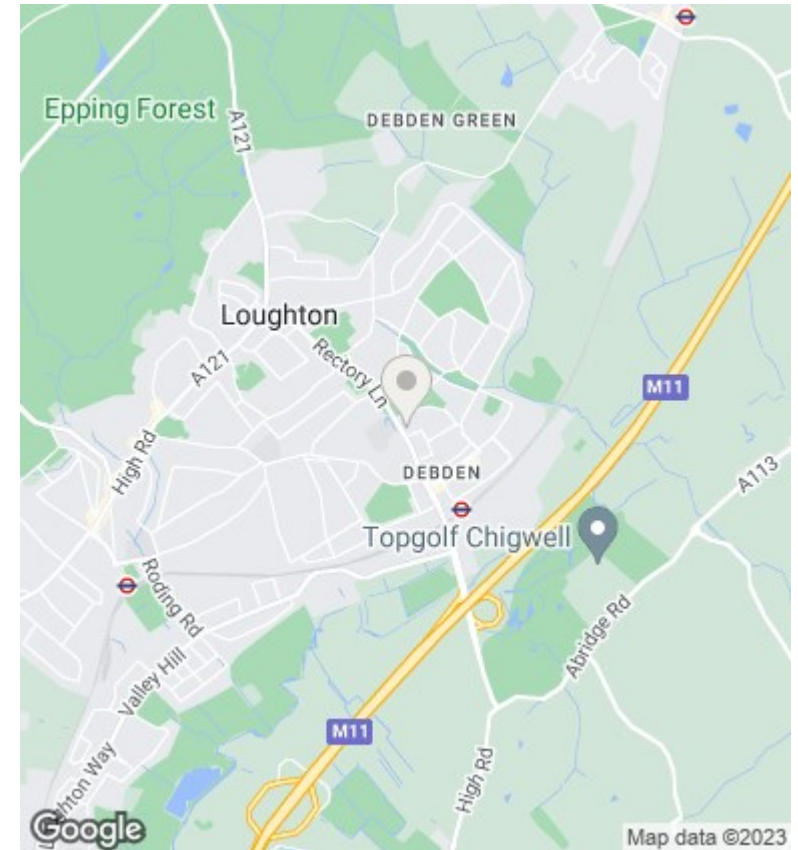 Epping Forest
A121
DEBDEN GREEN
Loughton
Rectory Ln
A121
M11
High Rd
DEBDEN
A113
Topgolf Chigwell
Roding Rd
Abridge Rd
Valley Hill
M11
High Rd
Loughton Way
Google
Map data ©2023